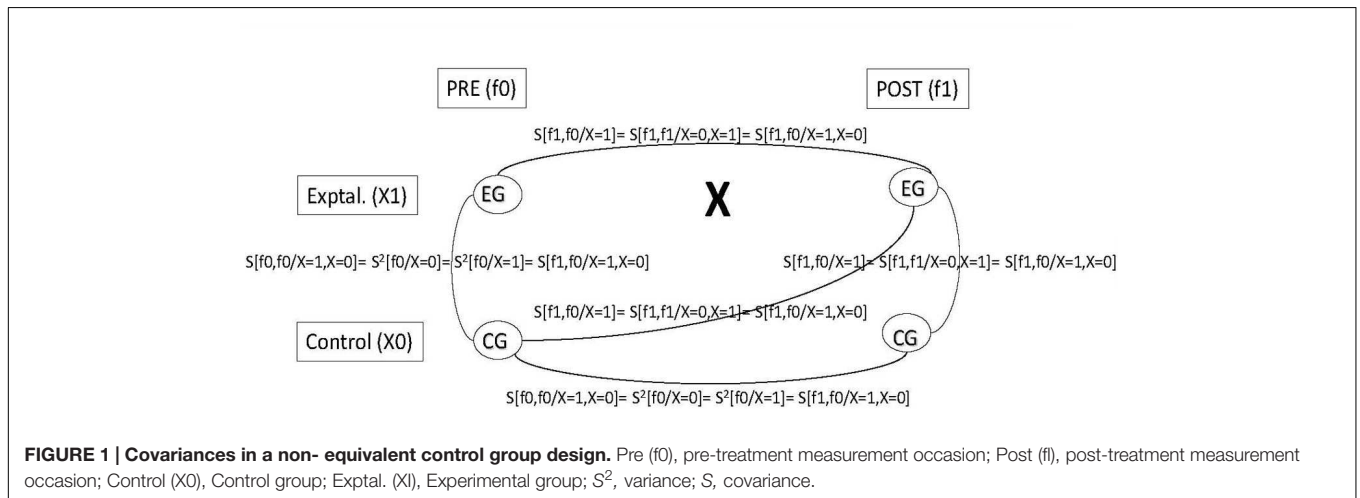 PRE (f0)
POST (f1)
S[f1,f0/X=1]= S[f1,f1/X=0,X=1]= S[f1,f0/X=1,X=0]
Exptal. (X1)
EG
X
EG
S[f0,f0/X=1,X=0]= S²[f0/X=0]= S²[f0/X=1]= S[f1,f0/X=1,X=0]
S[f1,f0/X=1]= S[f1,f1/X=0,X=1]= S[f1,f0/X=1,X=0]
S[f1,f0/X=1]= S[f1,f1/X=0,X=1]= S[f1,f0/X=1,X=0]
Control (X0)
CG
CG
S[f0,f0/X=1,X=0]= S²[f0/X=0]= S²[f0/X=1]= S[f1,f0/X=1,X=0]
FIGURE 1 | Covariances in a non- equivalent control group design. Pre (f0), pre-treatment measurement occasion; Post (fl), post-treatment measurement
occasion; Control (X0), Control group; Exptal. (XI), Experimental group; S², variance; S, covariance.